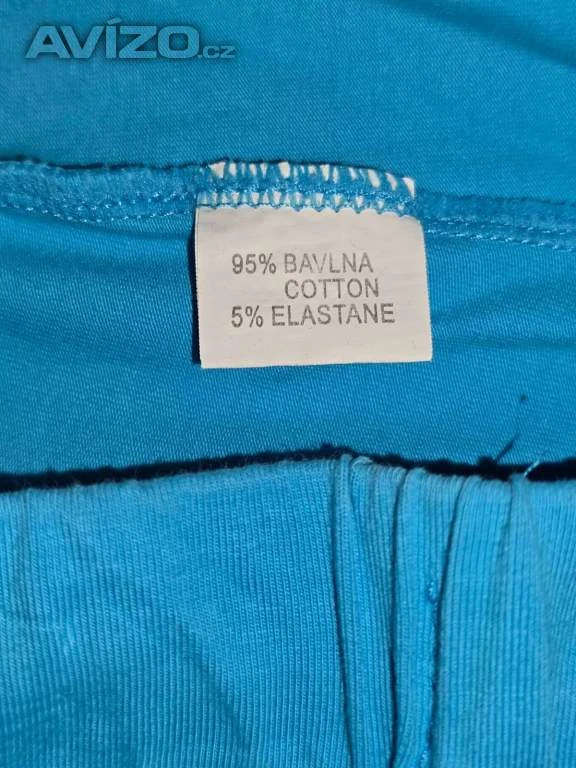 AVÍZO.cz
95% BAVLNA
COTTON
5% ELASTANE